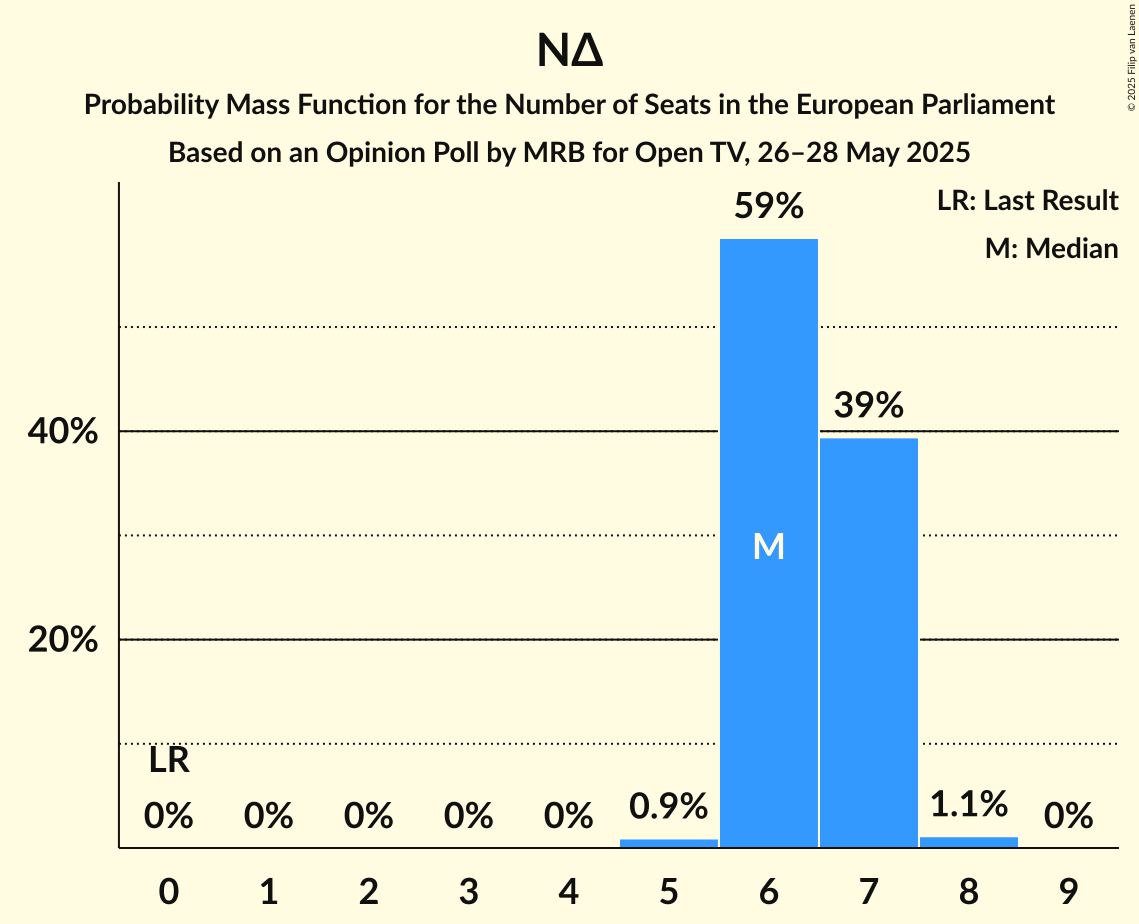 ΝΔ
Probability Mass Function for the Number of Seats in the European Parliament
Based on an Opinion Poll by MRB for Open TV, 26–28 May 2025
© 2025 Filip van Laenen
LR: Last Result
M: Median
59%
39%
40%
M
20%
LR
0% 0% 0% 0% 0% 0.9% 1.1% 0%
0 1 2 3 4 5 6 7 8 9